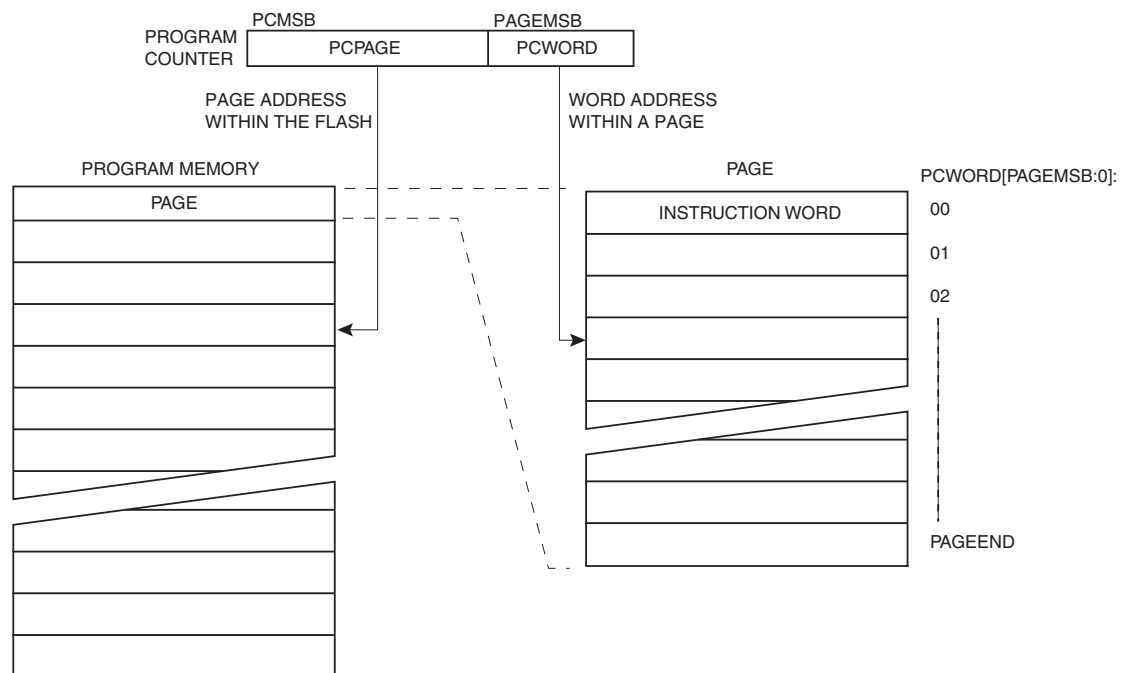 PCMSB
PAGEMSB
PROGRAM
COUNTER
PCPAGE
PCWORD
PAGE ADDRESS
WITHIN THE FLASH
WORD ADDRESS
WITHIN A PAGE
PROGRAM MEMORY
PAGE
PCWORD[PAGEMSB:0]:
PAGE
INSTRUCTION WORD
00
01
02
PAGEEND